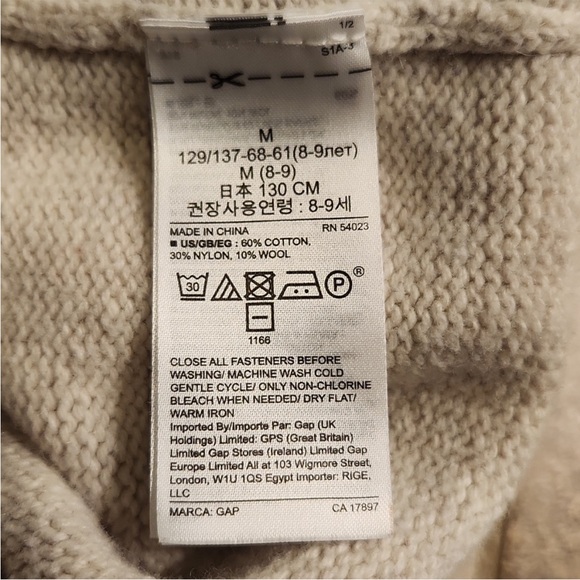 1/2
S1A-3
M
129/137-68-61(8-9лет)
M (8-9)
日本 130 CM
권장사용연령 : 8-9세
MADE IN CHINA RN 54023
■ US/GB/EG : 60% COTTON,
30% NYLON, 10% WOOL
30 P ®
1166
CLOSE ALL FASTENERS BEFORE
WASHING/ MACHINE WASH COLD
GENTLE CYCLE/ ONLY NON-CHLORINE
BLEACH WHEN NEEDED/ DRY FLAT/
WARM IRON
Imported By/Importe Par: Gap (UK
Holdings) Limited: GPS (Great Britain)
Limited Gap Stores (Ireland) Limited Gap
Europe Limited All at 103 Wigmore Street,
London, W1U 1QS Egypt Importer: RIGE,
LLC
MARCA: GAP CA 17897